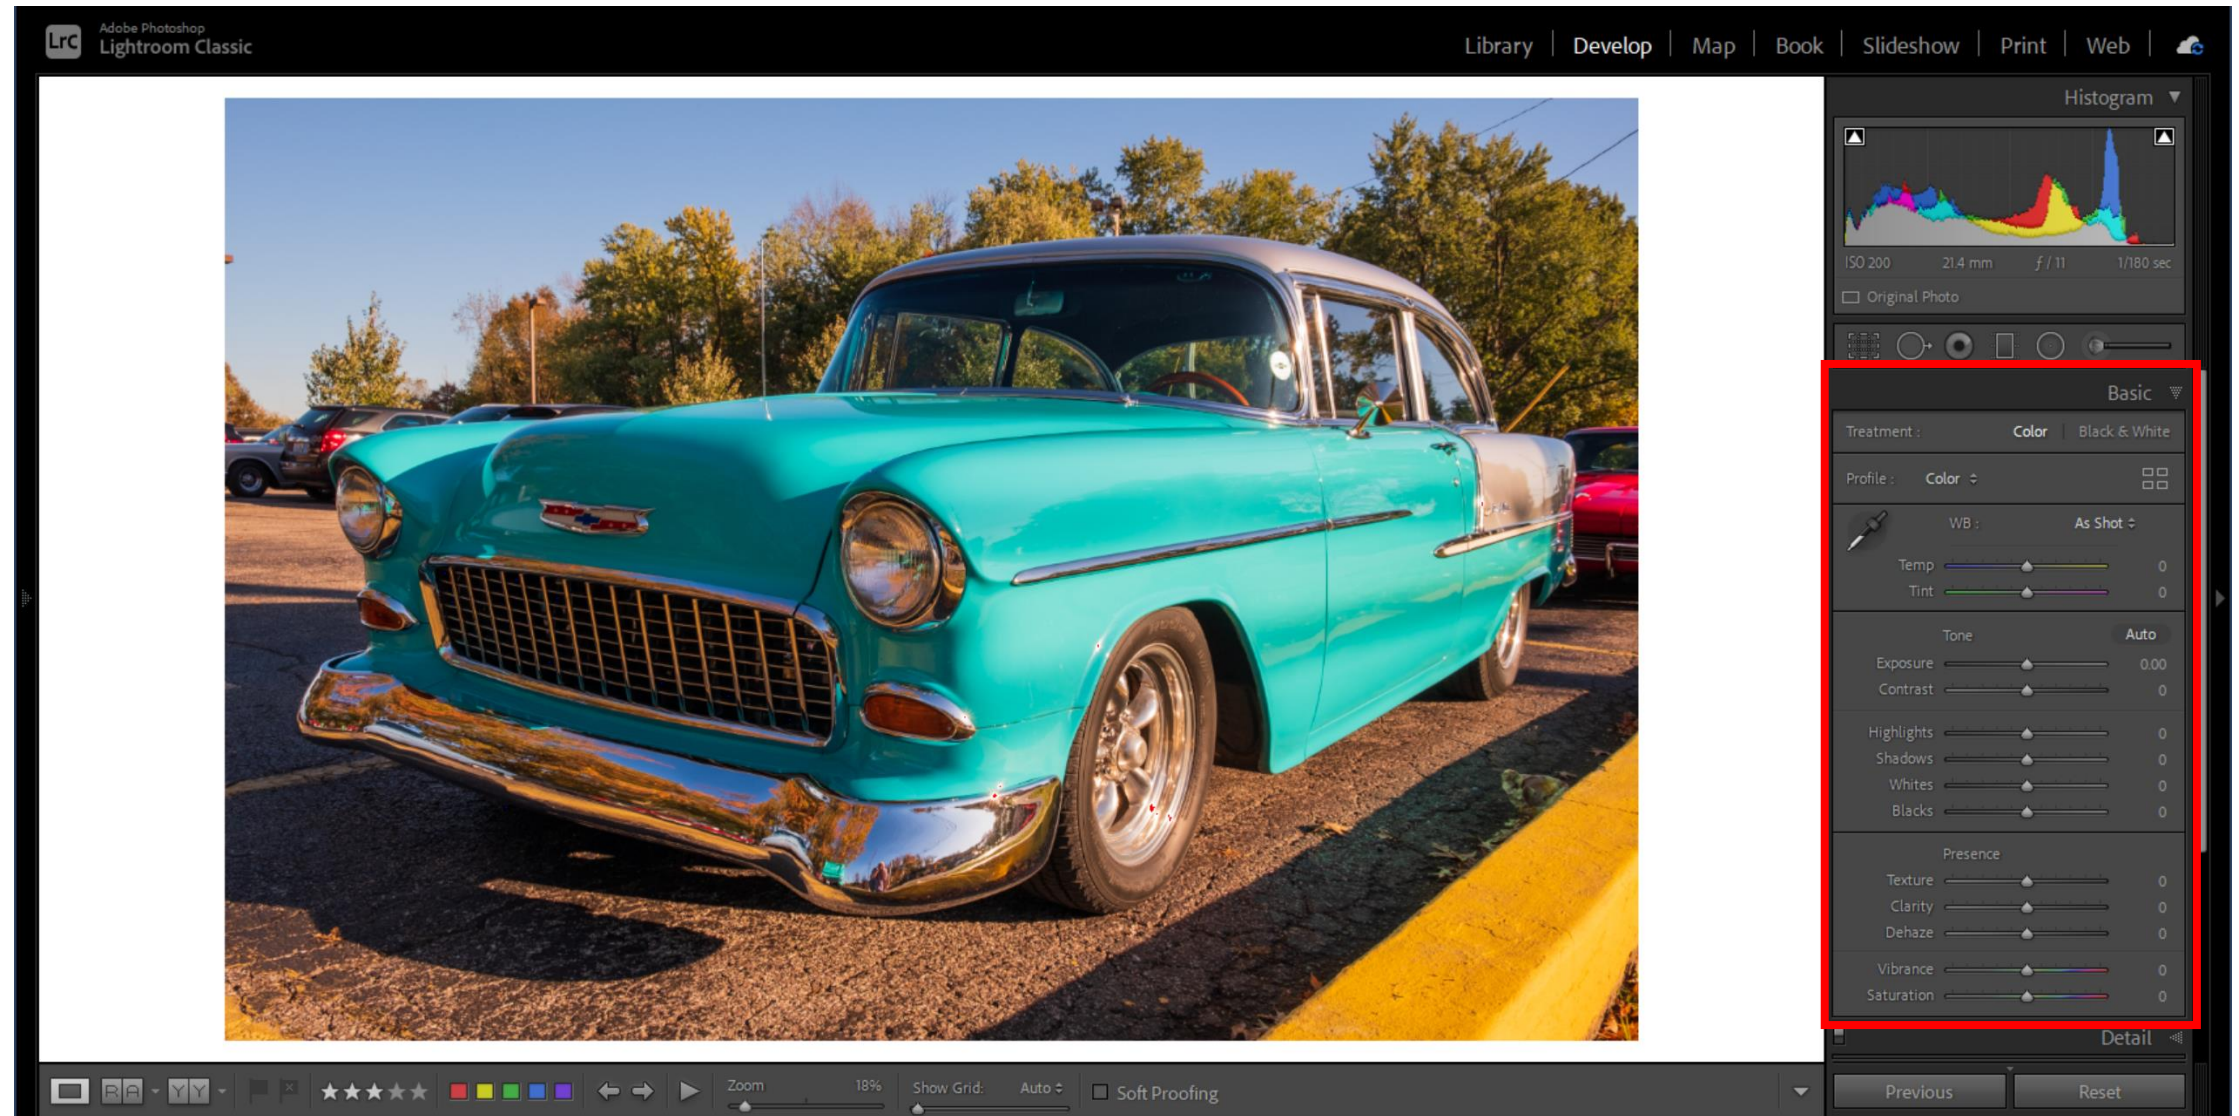 LrC
Adobe Photoshop
Lightroom Classic
Library | Develop | Map | Book | Slideshow | Print | Web |
Histogram
ISO 200 21.4 mm ƒ / 11 1/180 sec
Original Photo
Basic
Treatment : Color | Black & White
Profile : Color
WB : As Shot
Temp 0
Tint 0
Tone Auto
Exposure 0.00
Contrast 0
Highlights 0
Shadows 0
Whites 0
Blacks 0
Presence
Texture 0
Clarity 0
Dehaze 0
Vibrance 0
Saturation 0
Detail
Previous Reset
R A Y Y Zoom 18% Show Grid: Auto Soft Proofing